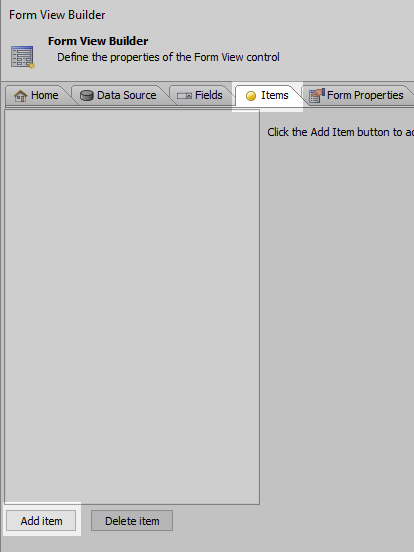 Form View Builder
Form View Builder
Define the properties of the Form View control
Home
Data Source
Fields
Items
Form Properties
Click the Add Item button to
Add item
Delete item